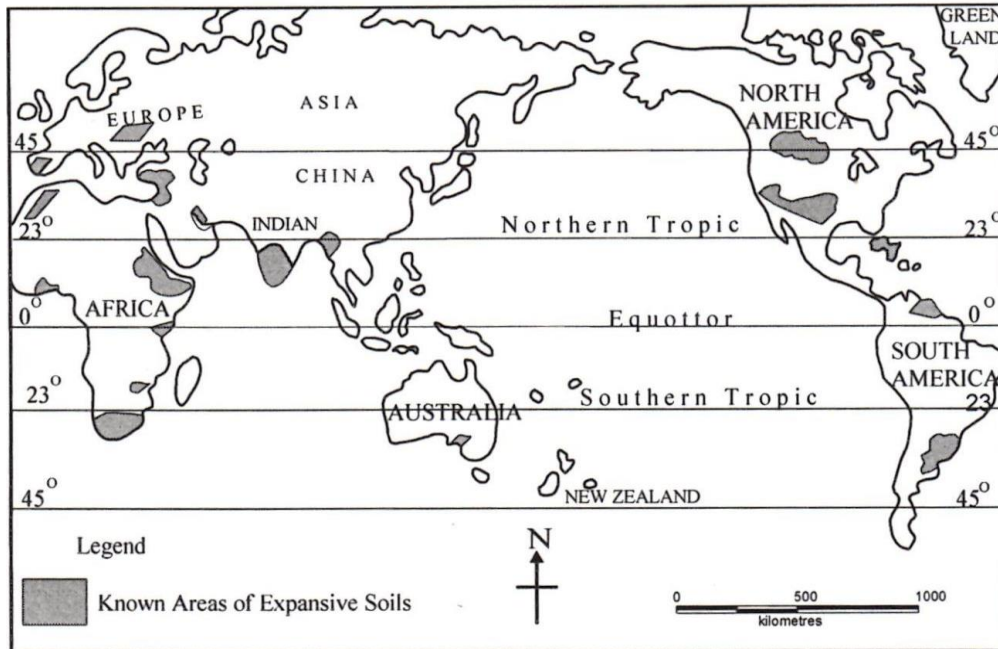 GREEN
LAND
NORTH
AMERICA
EUROPE
ASIA
45°
45°
CHINA
INDIAN
23°
Northern Tropic
23°
AFRICA
0°
Equottor
0°
SOUTH
AMERICA
23°
AUSTRALIA
Southern Tropic
23
45°
NEW ZEALAND
45°
Legend
N
Known Areas of Expansive Soils
0 500 1000
kilometres